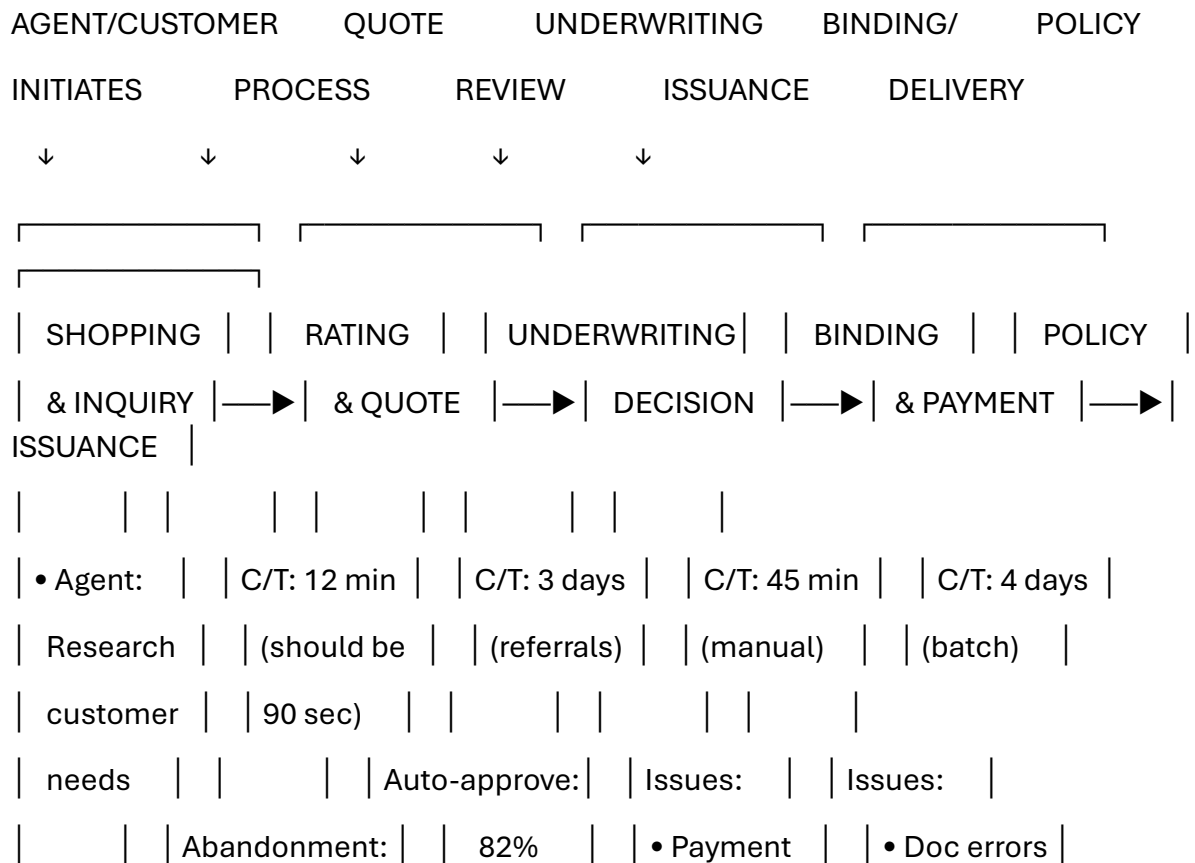 AGENT/CUSTOMER QUOTE UNDERWRITING BINDING/ POLICY
INITIATES PROCESS REVIEW ISSUANCE DELIVERY
↓ ↓ ↓ ↓ ↓
┌─────────────┐ ┌─────────────┐ ┌─────────────┐ ┌─────────────┐
┌─────────────┐
│ SHOPPING │ │ RATING │ │ UNDERWRITING│ │ BINDING │ │ POLICY │
│ & INQUIRY │──▶│ & QUOTE │──▶│ DECISION │──▶│ & PAYMENT │──▶│
ISSUANCE │
│ │ │ │ │ │ │ │ │ │
│ • Agent: │ │ C/T: 12 min │ │ C/T: 3 days │ │ C/T: 45 min │ │ C/T: 4 days │
│ Research │ │ (should be │ │ (referrals) │ │ (manual) │ │ (batch) │
│ customer │ │ 90 sec) │ │ │ │ │ │ │
│ needs │ │ │ │ Auto-approve: │ │ Issues: │ │ Issues: │
│ │ │ Abandonment: │ │ 82% │ │ • Payment │ │ • Doc errors │